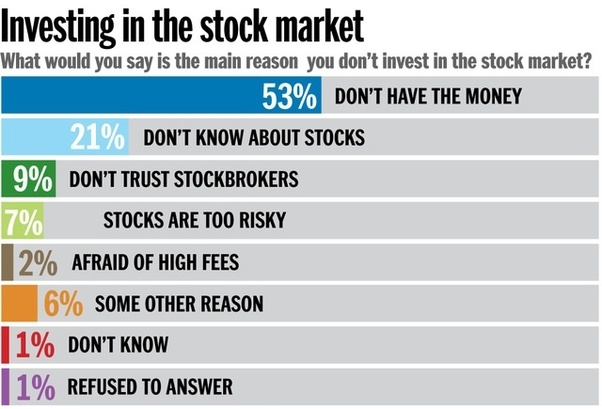 Investing in the stock market
What would you say is the main reason you don't invest in the stock market?
53% DON'T HAVE THE MONEY
21% DON'T KNOW ABOUT STOCKS
9% DON'T TRUST STOCKBROKERS
7% STOCKS ARE TOO RISKY
2% AFRAID OF HIGH FEES
6% SOME OTHER REASON
1% DON'T KNOW
1% REFUSED TO ANSWER